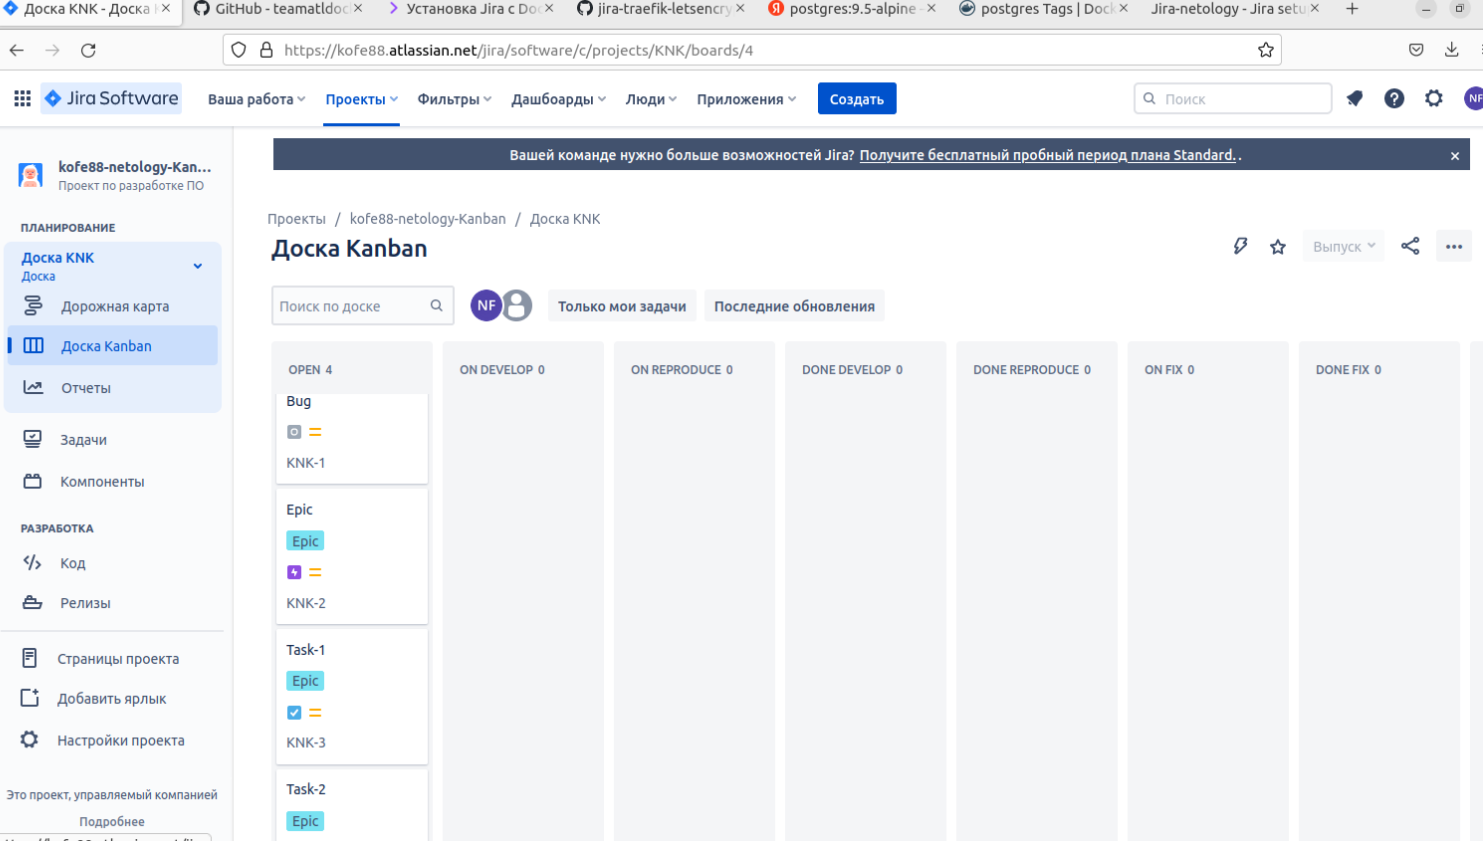 Доска KNK - Доска
GitHub - teamatldoc
Установка Jira с Doc
jira-traefik-letsencry
postgres:9.5-alpine -
postgres Tags | Dock
Jira-netology - Jira setu
https://kofe88.atlassian.net/jira/software/c/projects/KNK/boards/4
Jira Software
Ваша работа
Проекты
Фильтры
Дашборды
Люди
Приложения
Создать
Поиск
NF
kofe88-netology-Kan...
Проект по разработке ПО
Вашей команде нужно больше возможностей Jira? Получите бесплатный пробный период плана Standard. .
ПЛАНИРОВАНИЕ
Доска KNK
Доска
Дорожная карта
Доска Kanban
Отчеты
Задачи
Компоненты
РАЗРАБОТКА
Код
Релизы
Страницы проекта
Добавить ярлык
Настройки проекта
Это проект, управляемый компанией
Подробнее
Проекты / kofe88-netology-Kanban / Доска KNK
Доска Kanban
Выпуск
Поиск по доске
NF
Только мои задачи
Последние обновления
OPEN 4
ON DEVELOP 0
ON REPRODUCE 0
DONE DEVELOP 0
DONE REPRODUCE 0
ON FIX 0
DONE FIX 0
Bug
KNK-1
Epic
Epic
KNK-2
Task-1
Epic
KNK-3
Task-2
Epic